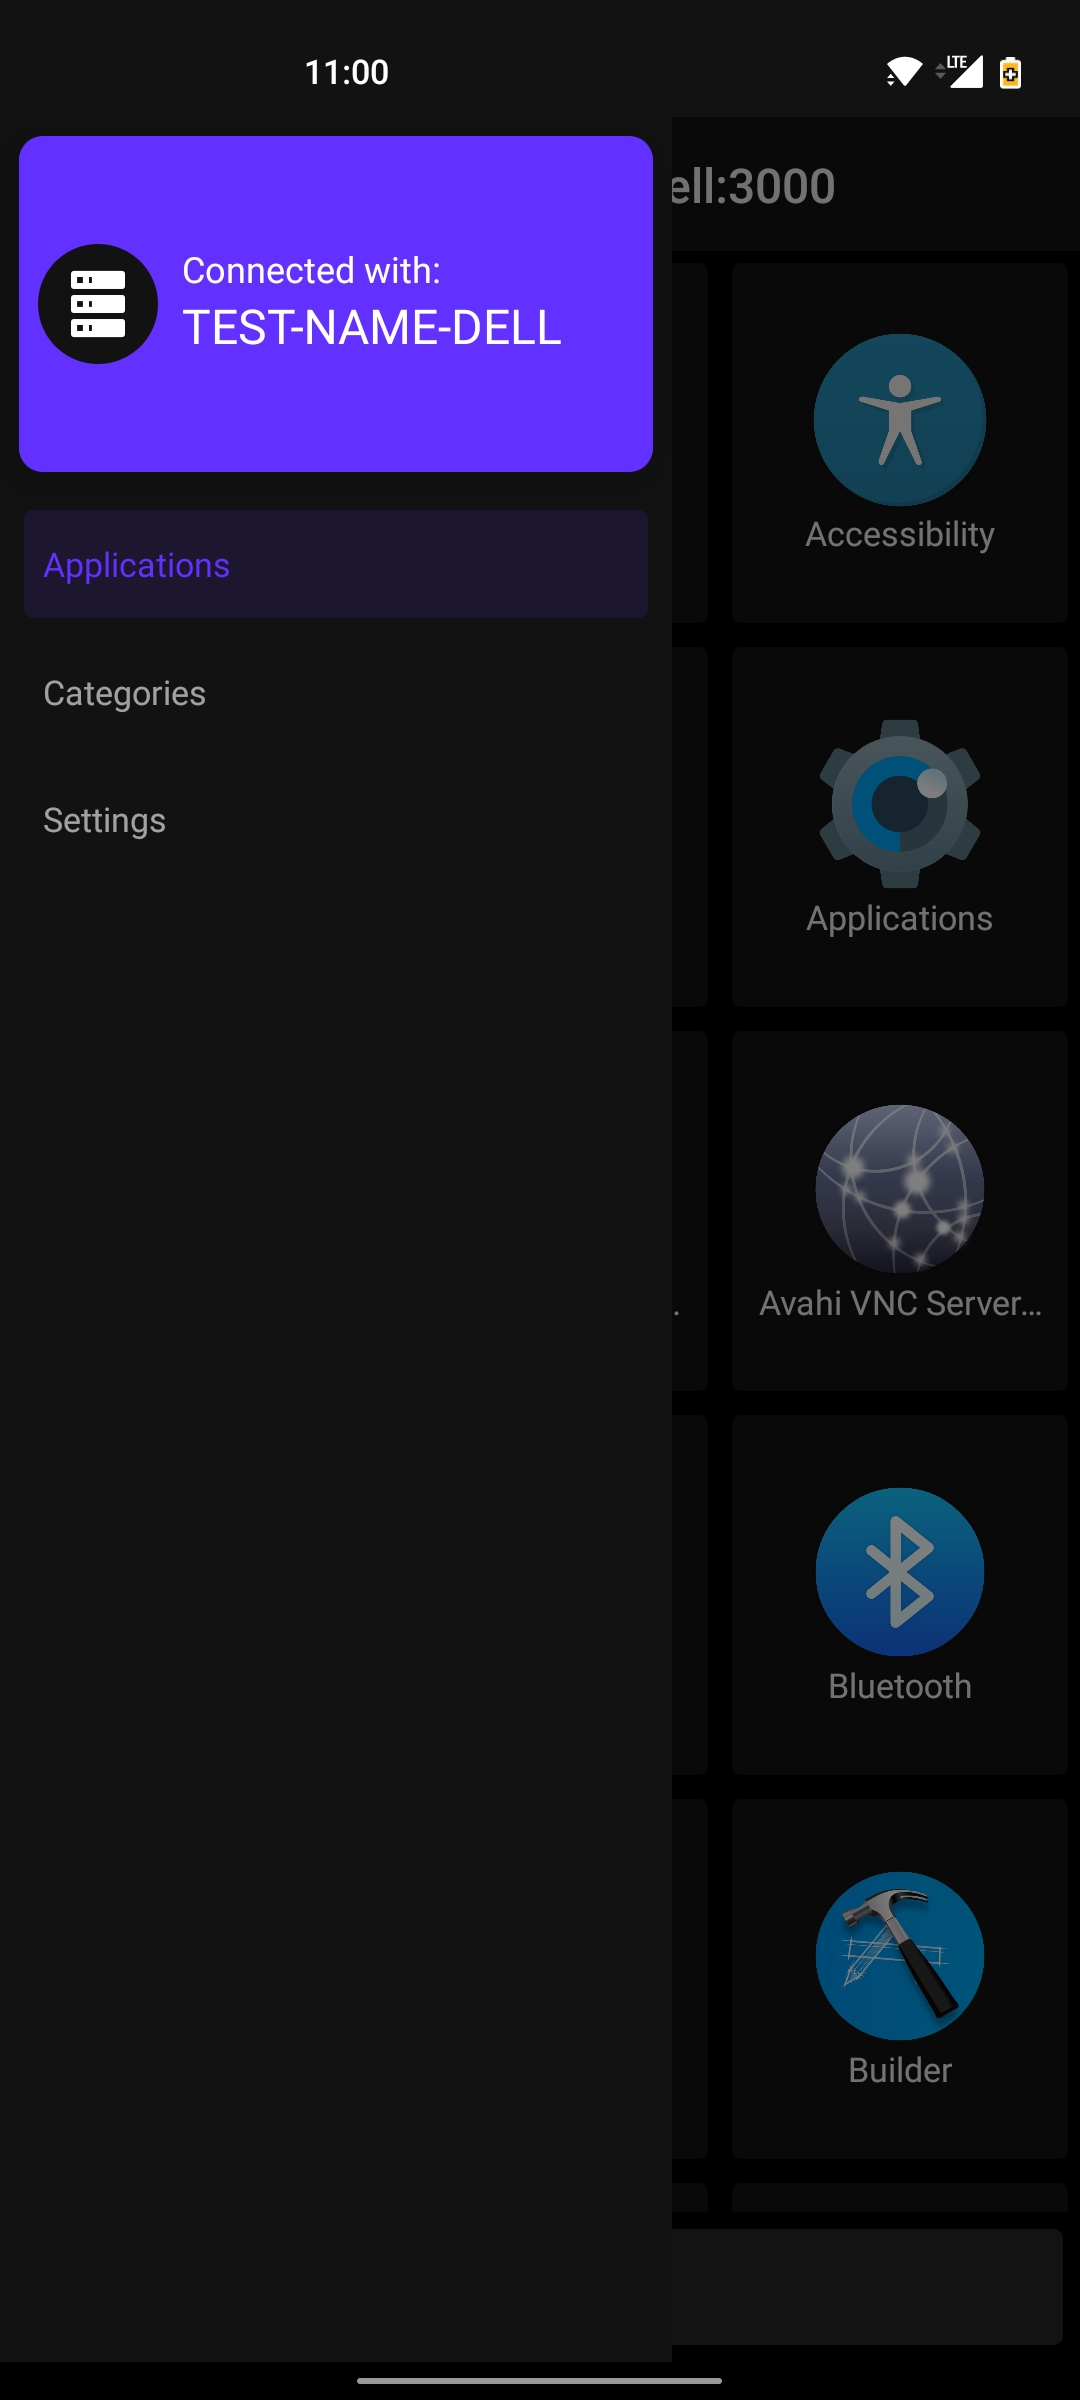 11:00
LTE
ell:3000
Connected with:
TEST-NAME-DELL
Applications
Categories
Settings
Accessibility
Applications
.
Avahi VNC Server...
Bluetooth
Builder